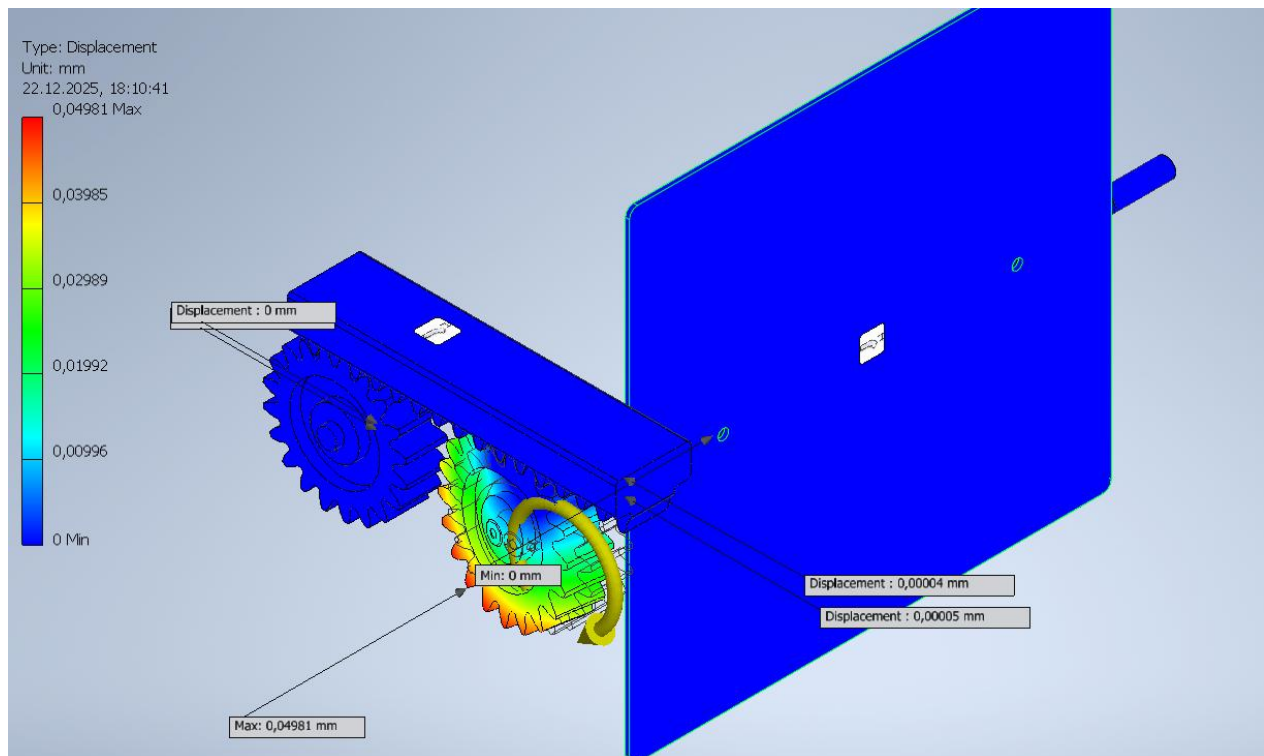 Type: Displacement
Unit: mm
22.12.2025, 18:10:41
0,04981 Max
0,03985
0,02989
0,01992
0,00996
0 Min
Displacement : 0 mm
Min: 0 mm
Displacement : 0,00004 mm
Displacement : 0,00005 mm
Max: 0,04981 mm